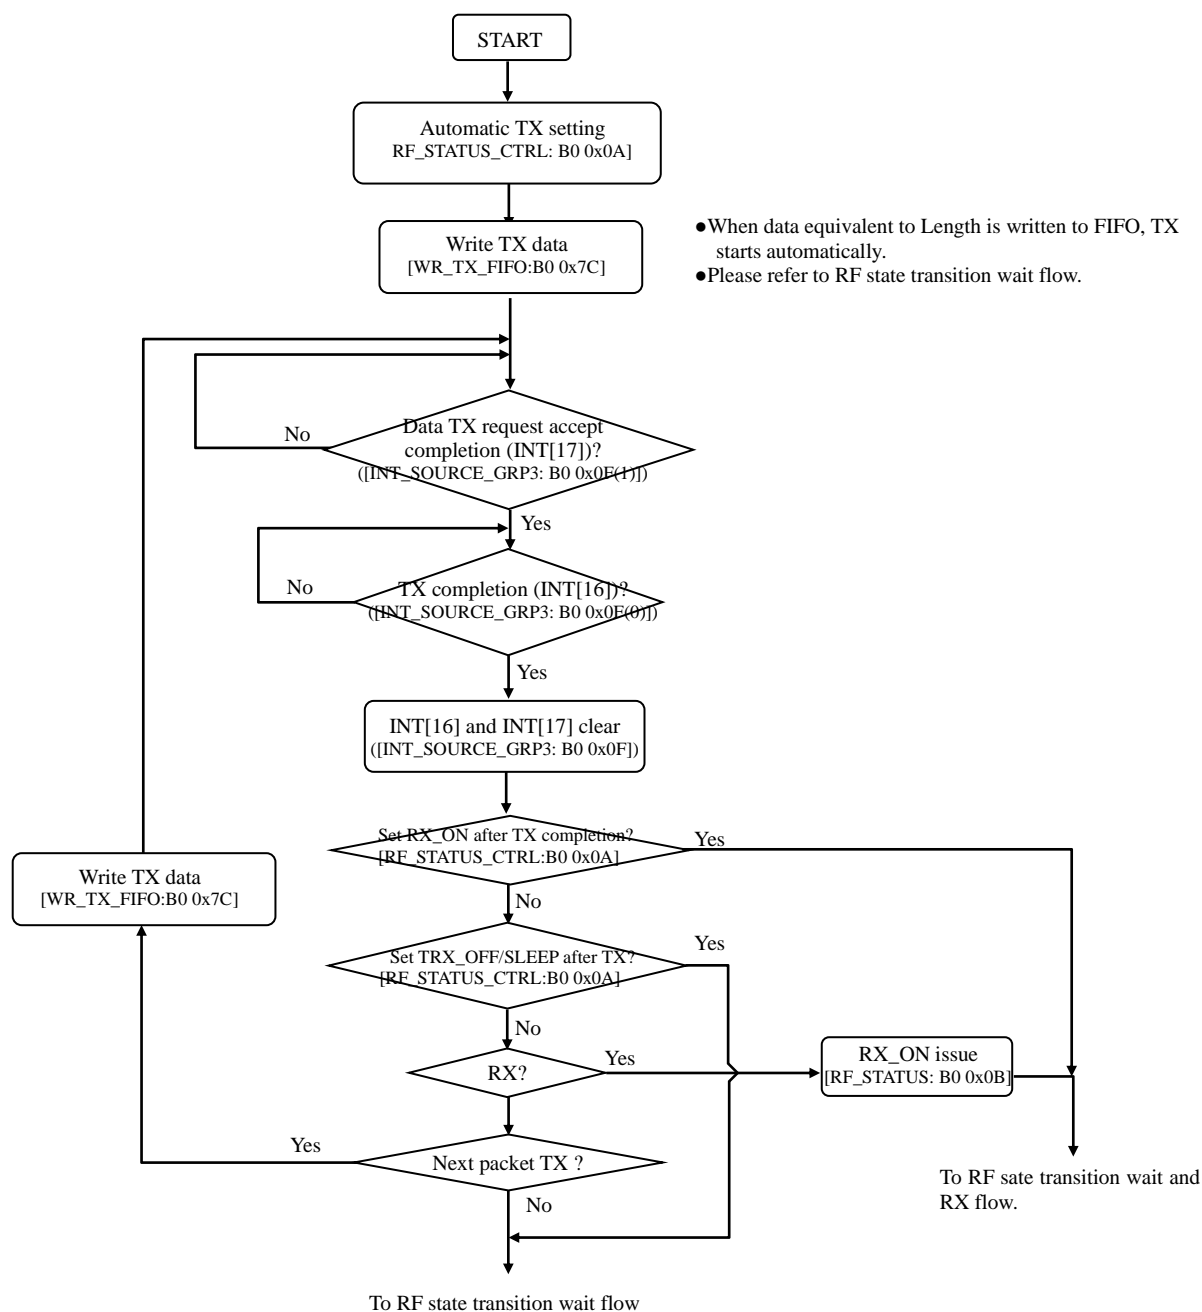 START
Automatic TX setting
RF_STATUS_CTRL: B0 0x0A]
Write TX data
[WR_TX_FIFO:B0 0x7C]
●When data equivalent to Length is written to FIFO, TX
starts automatically.
●Please refer to RF state transition wait flow.
No
Data TX request accept
completion (INT[17])?
([INT_SOURCE_GRP3: B0 0x0F(1)])
Yes
No
TX completion (INT[16])?
([INT_SOURCE_GRP3: B0 0x0F(0)])
Yes
INT[16] and INT[17] clear
([INT_SOURCE_GRP3: B0 0x0F])
Set RX_ON after TX completion?
[RF_STATUS_CTRL:B0 0x0A]
Yes
Write TX data
[WR_TX_FIFO:B0 0x7C]
No
Set TRX_OFF/SLEEP after TX?
[RF_STATUS_CTRL:B0 0x0A]
Yes
No
RX?
Yes
RX_ON issue
[RF_STATUS: B0 0x0B]
Yes
Next packet TX ?
No
To RF sate transition wait and
RX flow.
To RF state transition wait flow